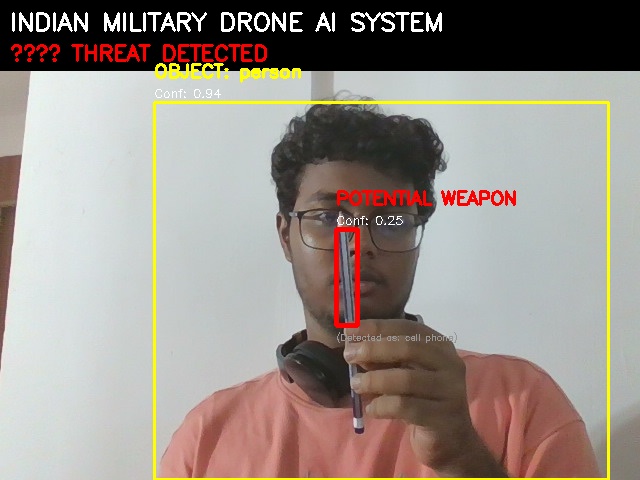 INDIAN MILITARY DRONE AI SYSTEM
???? THREAT DETECTED
OBJECT: person
Conf: 0.94
POTENTIAL WEAPON
Conf: 0.25
(Detected as: cell phone)